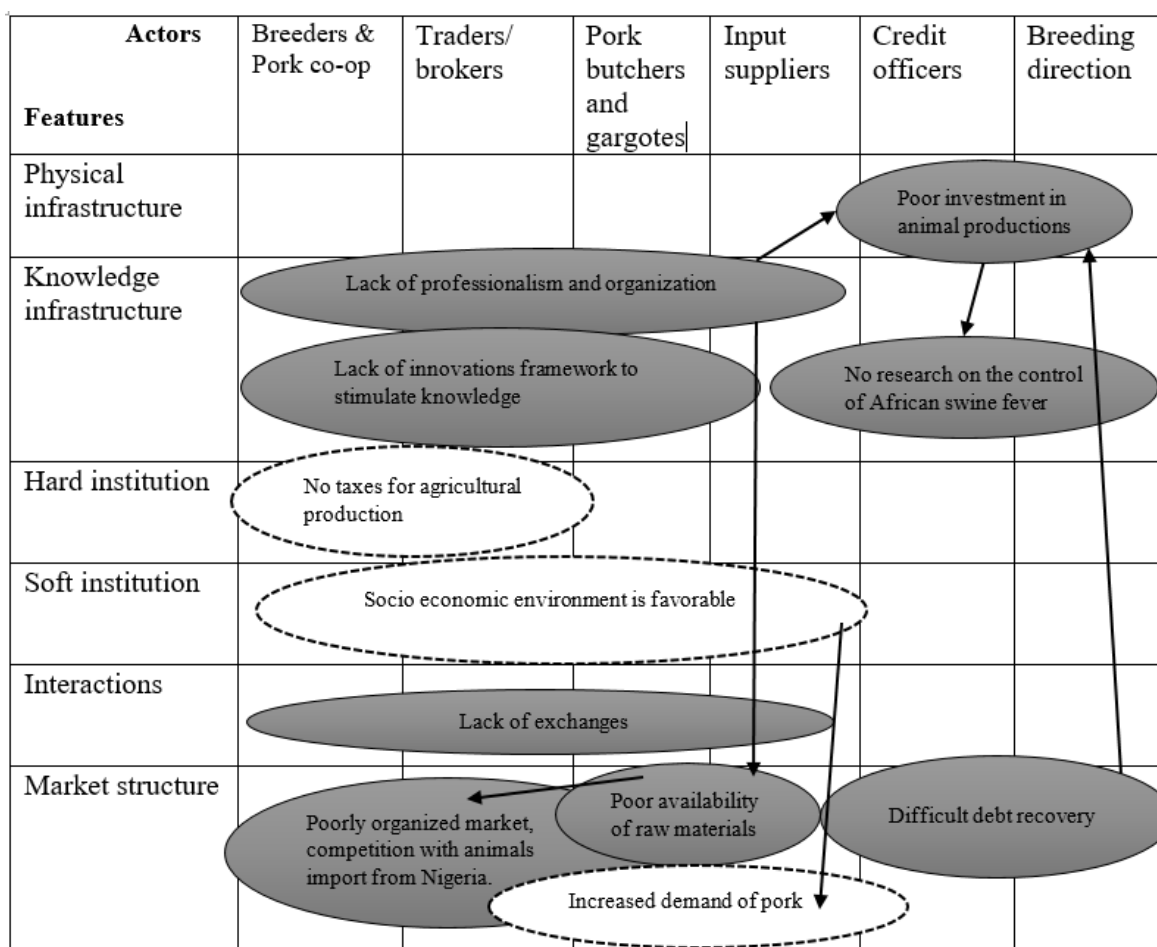 Actors
Features
Breeders &
Pork co-op
Traders/
brokers
Pork
butchers
and
gargotes
Input
suppliers
Credit
officers
Breeding
direction
Physical
infrastructure
Poor investment in
animal productions
Knowledge
infrastructure
Lack of professionalism and organization
Lack of innovations framework to
stimulate knowledge
No research on the control
of African swine fever
Hard institution
No taxes for agricultural
production
Soft institution
Socio economic environment is favorable
Interactions
Lack of exchanges
Market structure
Poorly organized market,
competition with animals
import from Nigeria.
Poor availability
of raw materials
Difficult debt recovery
Increased demand of pork